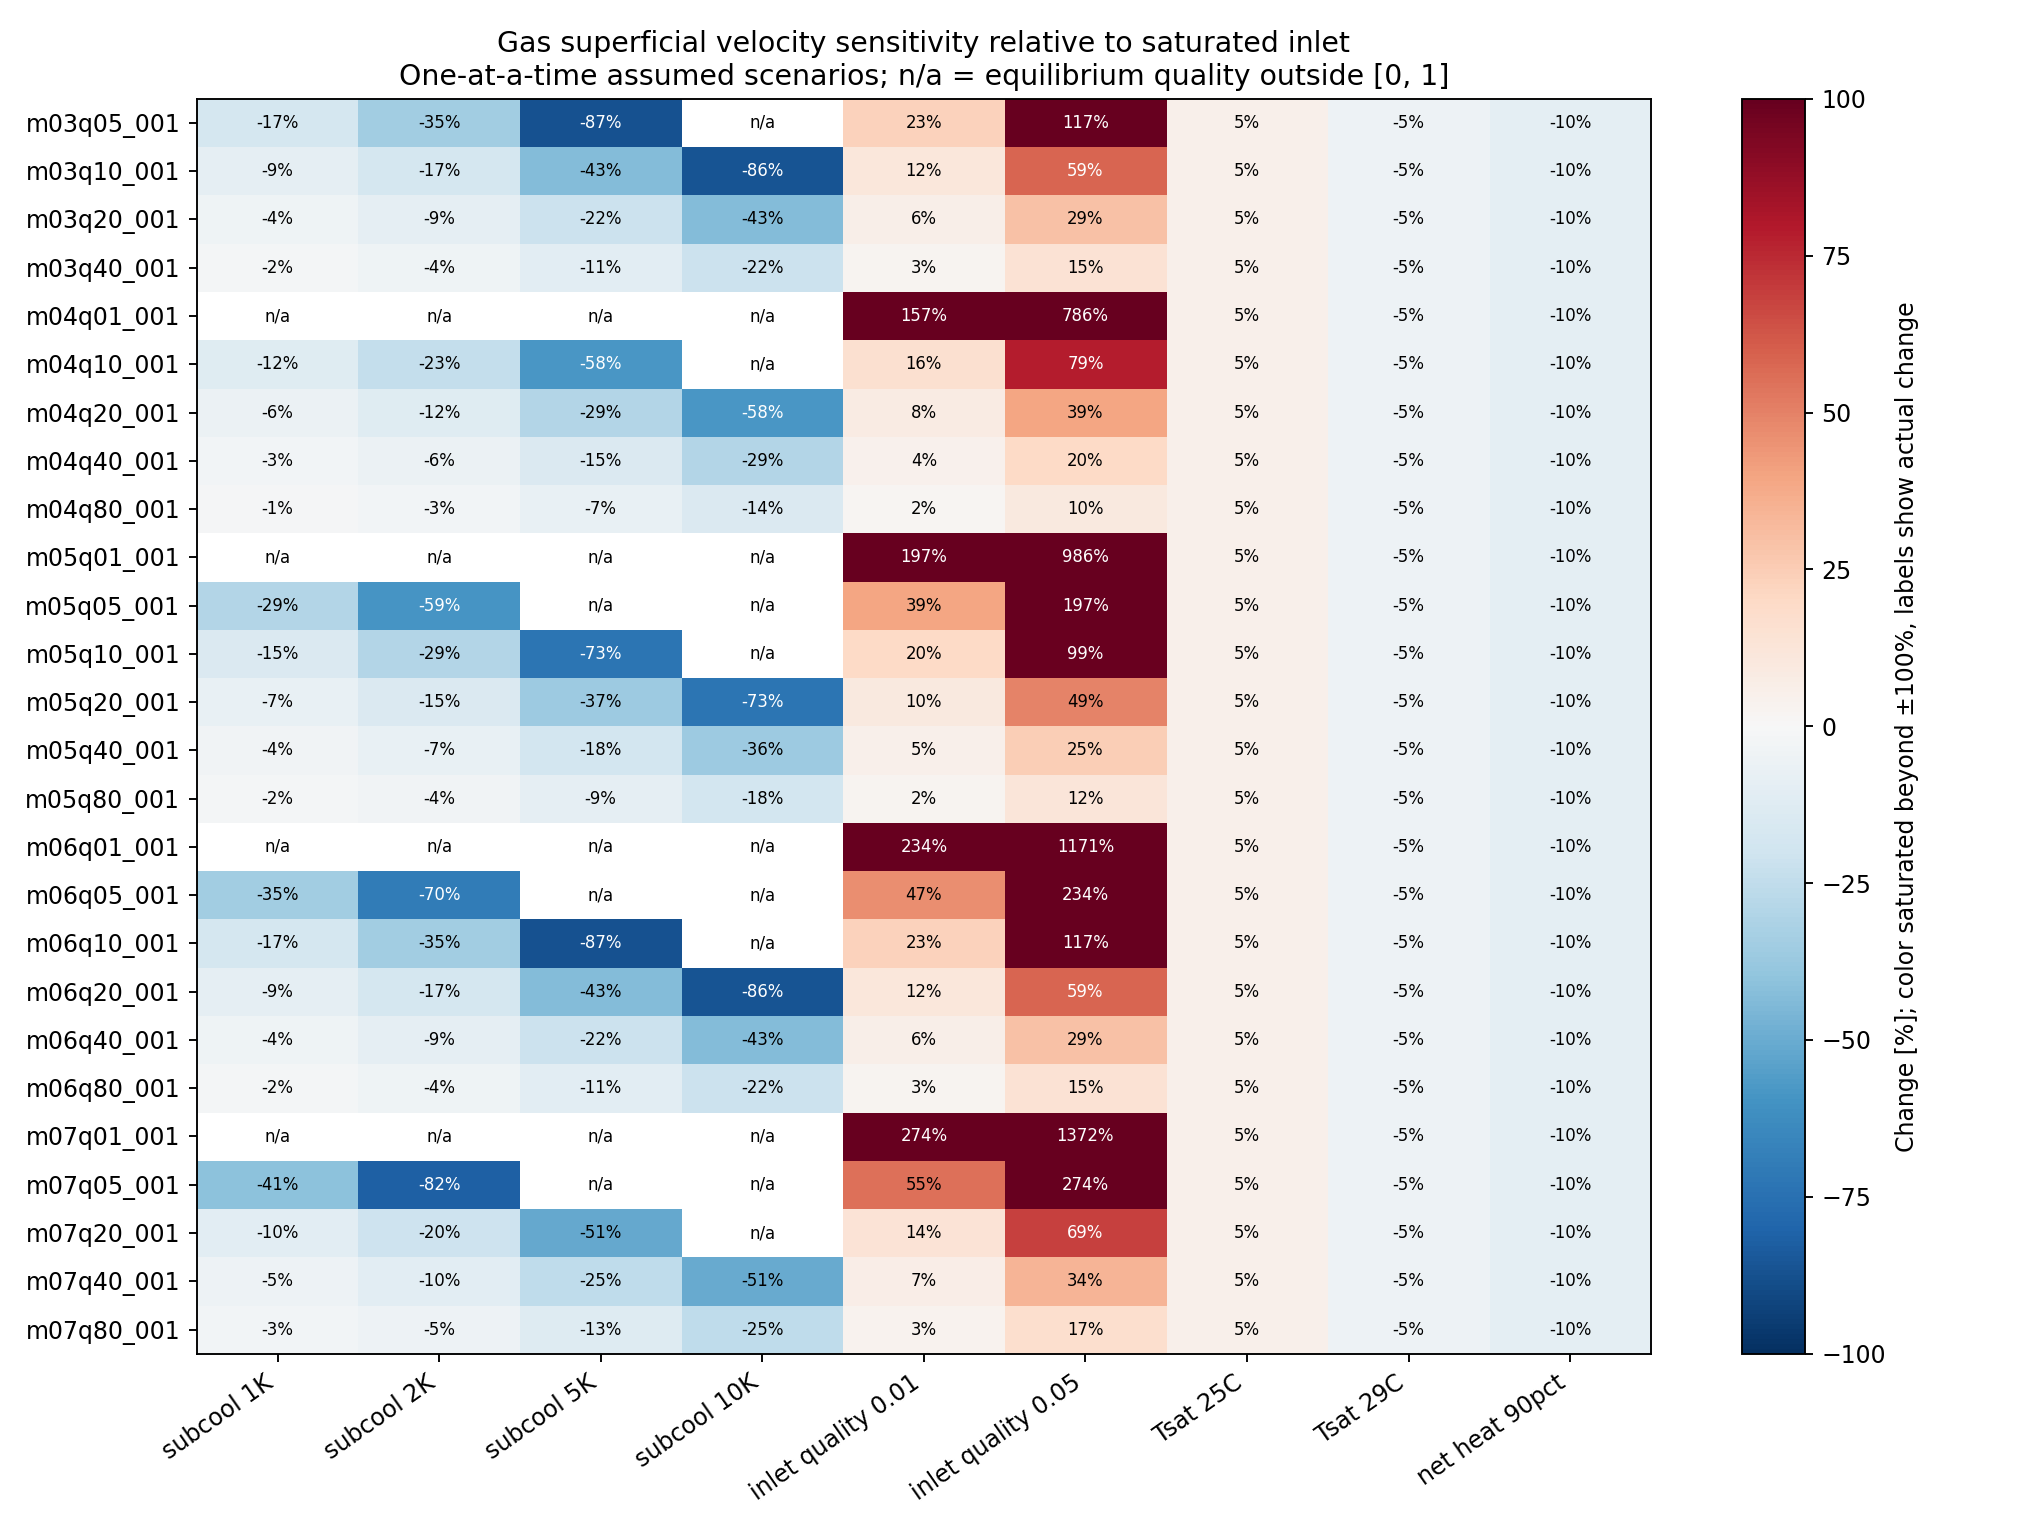 Gas superficial velocity sensitivity relative to saturated inlet
One-at-a-time assumed scenarios; n/a = equilibrium quality outside [0, 1]
m03q05_001 -17% -35% -87% n/a 23% 117% 5% -5% -10%
m03q10_001 -9% -17% -43% -86% 12% 59% 5% -5% -10%
m03q20_001 -4% -9% -22% -43% 6% 29% 5% -5% -10%
m03q40_001 -2% -4% -11% -22% 3% 15% 5% -5% -10%
m04q01_001 n/a n/a n/a n/a 157% 786% 5% -5% -10%
m04q10_001 -12% -23% -58% n/a 16% 79% 5% -5% -10%
m04q20_001 -6% -12% -29% -58% 8% 39% 5% -5% -10%
m04q40_001 -3% -6% -15% -29% 4% 20% 5% -5% -10%
m04q80_001 -1% -3% -7% -14% 2% 10% 5% -5% -10%
m05q01_001 n/a n/a n/a n/a 197% 986% 5% -5% -10%
m05q05_001 -29% -59% n/a n/a 39% 197% 5% -5% -10%
m05q10_001 -15% -29% -73% n/a 20% 99% 5% -5% -10%
m05q20_001 -7% -15% -37% -73% 10% 49% 5% -5% -10%
m05q40_001 -4% -7% -18% -36% 5% 25% 5% -5% -10%
m05q80_001 -2% -4% -9% -18% 2% 12% 5% -5% -10%
m06q01_001 n/a n/a n/a n/a 234% 1171% 5% -5% -10%
m06q05_001 -35% -70% n/a n/a 47% 234% 5% -5% -10%
m06q10_001 -17% -35% -87% n/a 23% 117% 5% -5% -10%
m06q20_001 -9% -17% -43% -86% 12% 59% 5% -5% -10%
m06q40_001 -4% -9% -22% -43% 6% 29% 5% -5% -10%
m06q80_001 -2% -4% -11% -22% 3% 15% 5% -5% -10%
m07q01_001 n/a n/a n/a n/a 274% 1372% 5% -5% -10%
m07q05_001 -41% -82% n/a n/a 55% 274% 5% -5% -10%
m07q20_001 -10% -20% -51% n/a 14% 69% 5% -5% -10%
m07q40_001 -5% -10% -25% -51% 7% 34% 5% -5% -10%
m07q80_001 -3% -5% -13% -25% 3% 17% 5% -5% -10%
subcool 1K
subcool 2K
subcool 5K
subcool 10K
inlet quality 0.01
inlet quality 0.05
Tsat 25C
Tsat 29C
net heat 90pct
100
75
50
25
0
−25
−50
−75
−100
Change [%]; color saturated beyond ±100%, labels show actual change